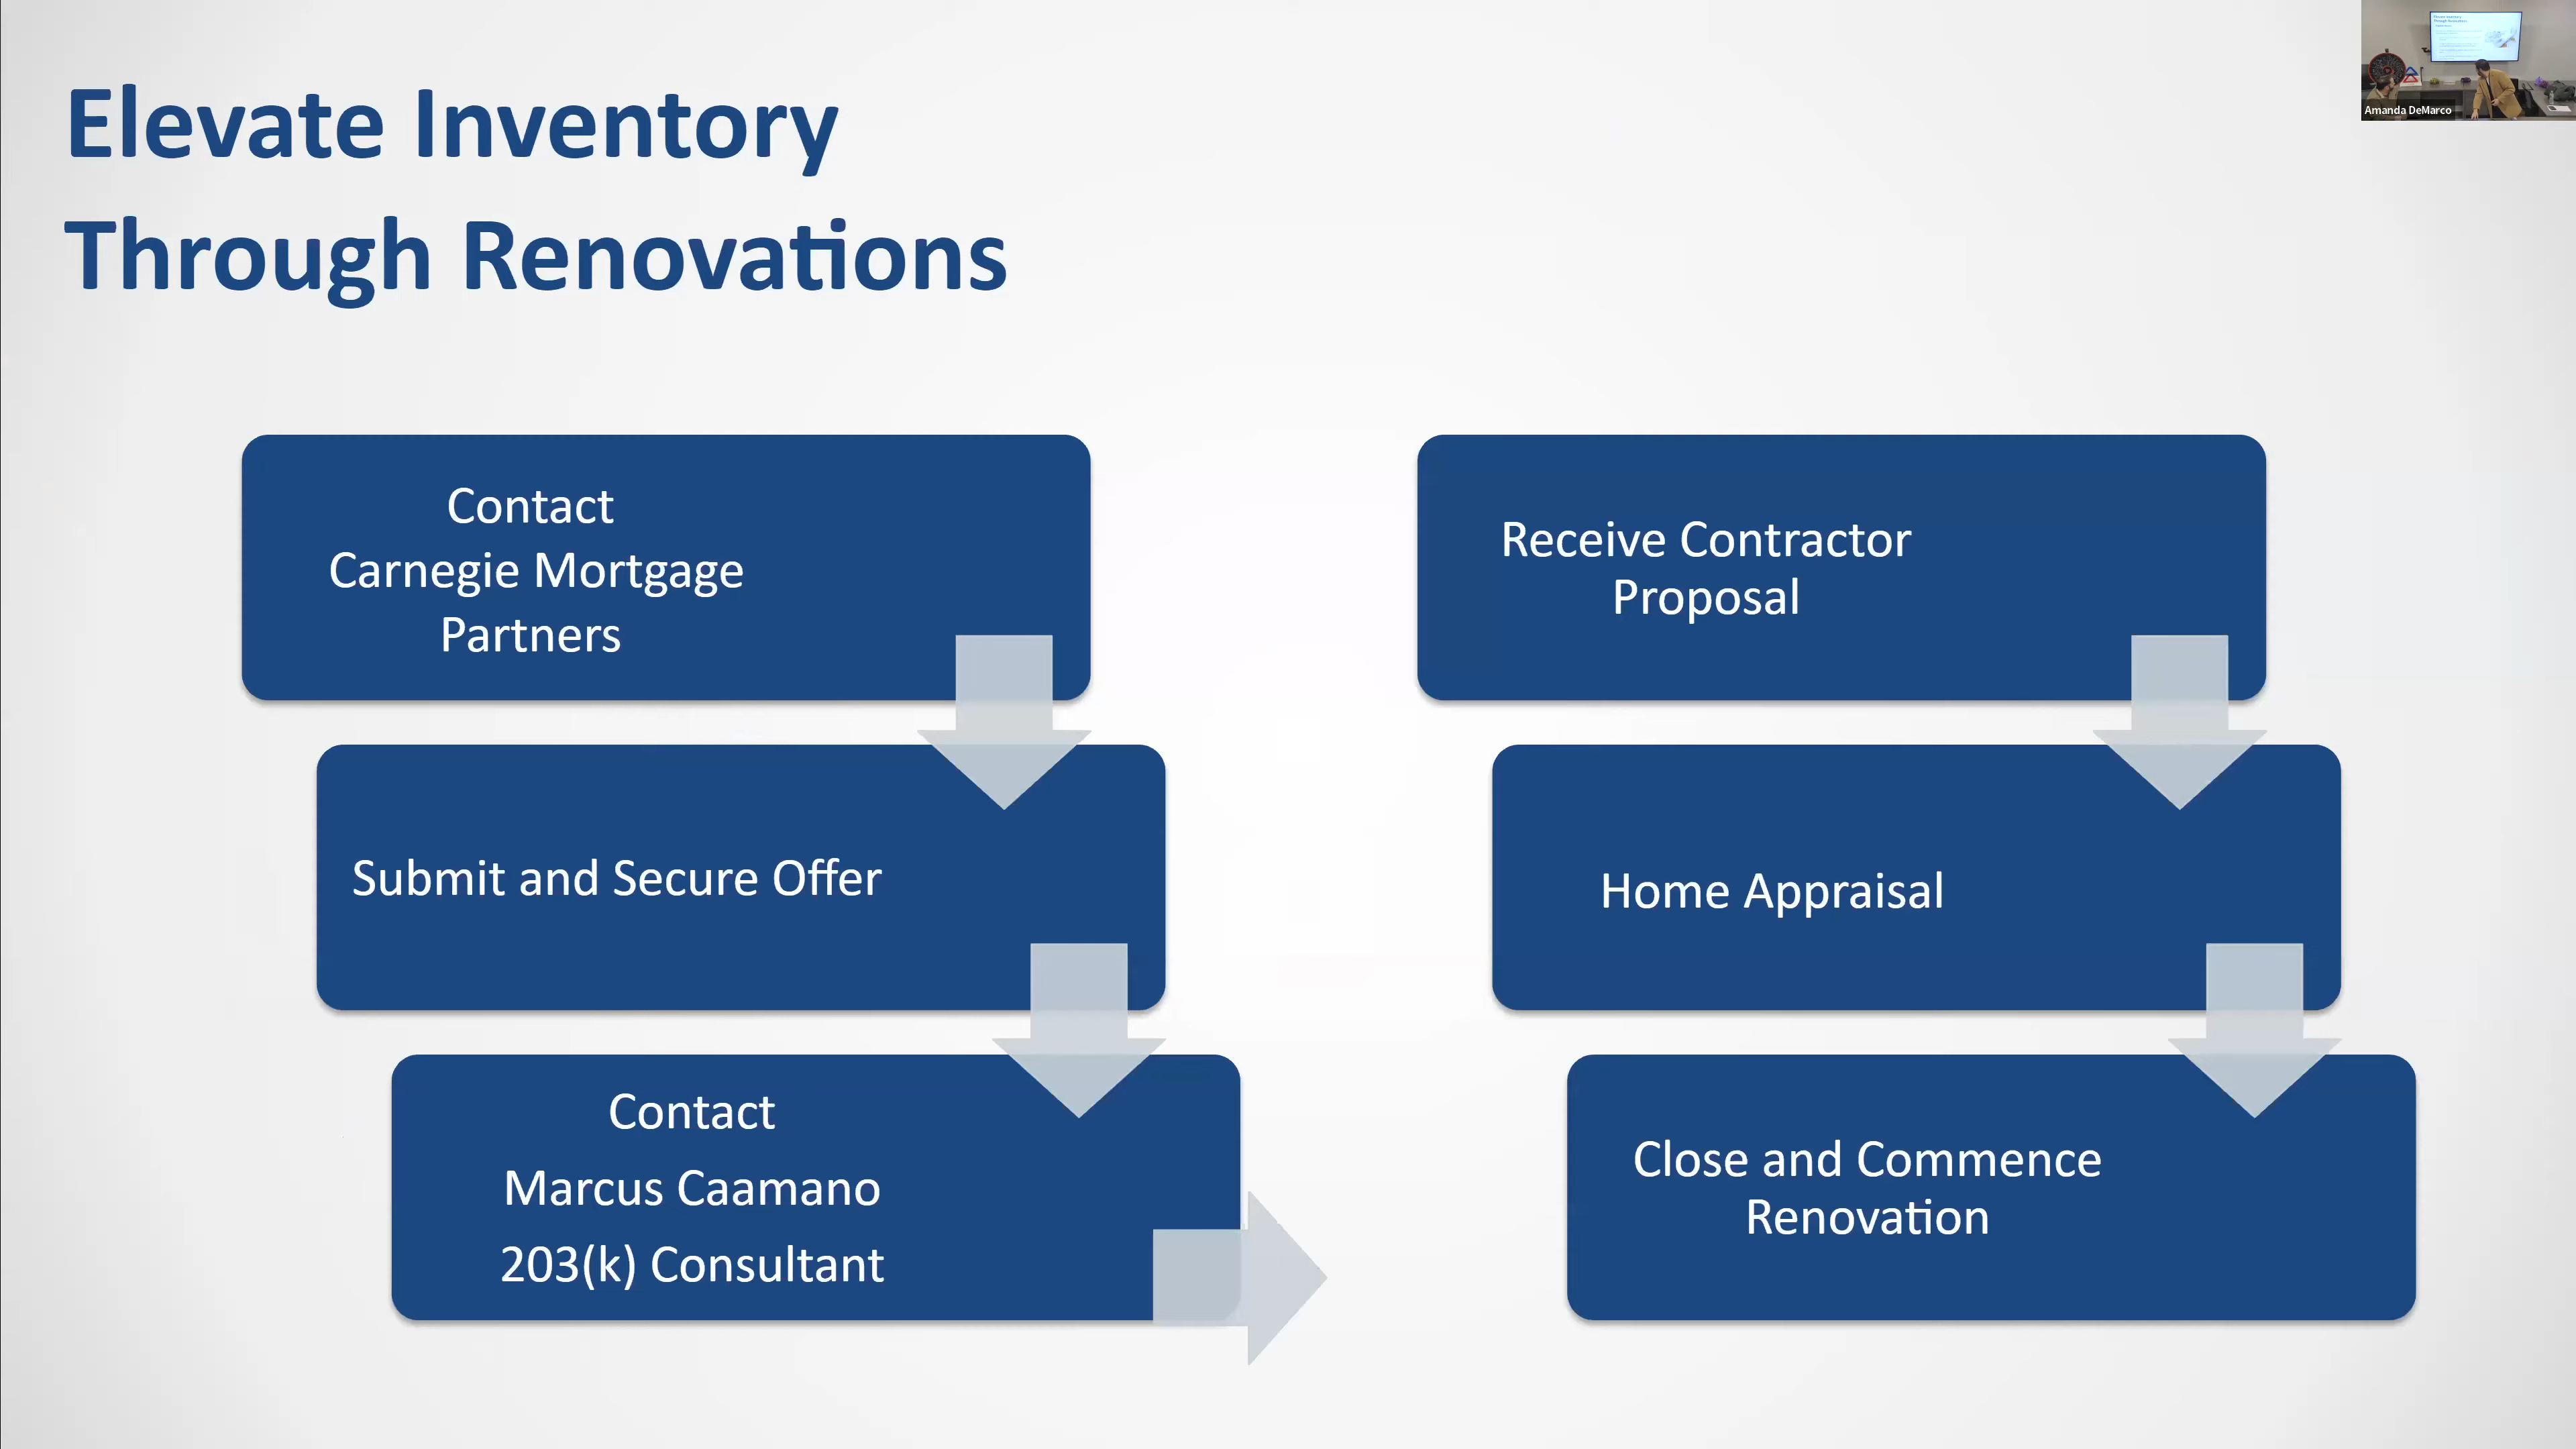 Elevate Inventory
Through Renovations
Amanda DeMarco
Contact
Carnegie Mortgage
Partners
Submit and Secure Offer
Contact
Marcus Caamano
203(k) Consultant
Receive Contractor
Proposal
Home Appraisal
Close and Commence
Renovation